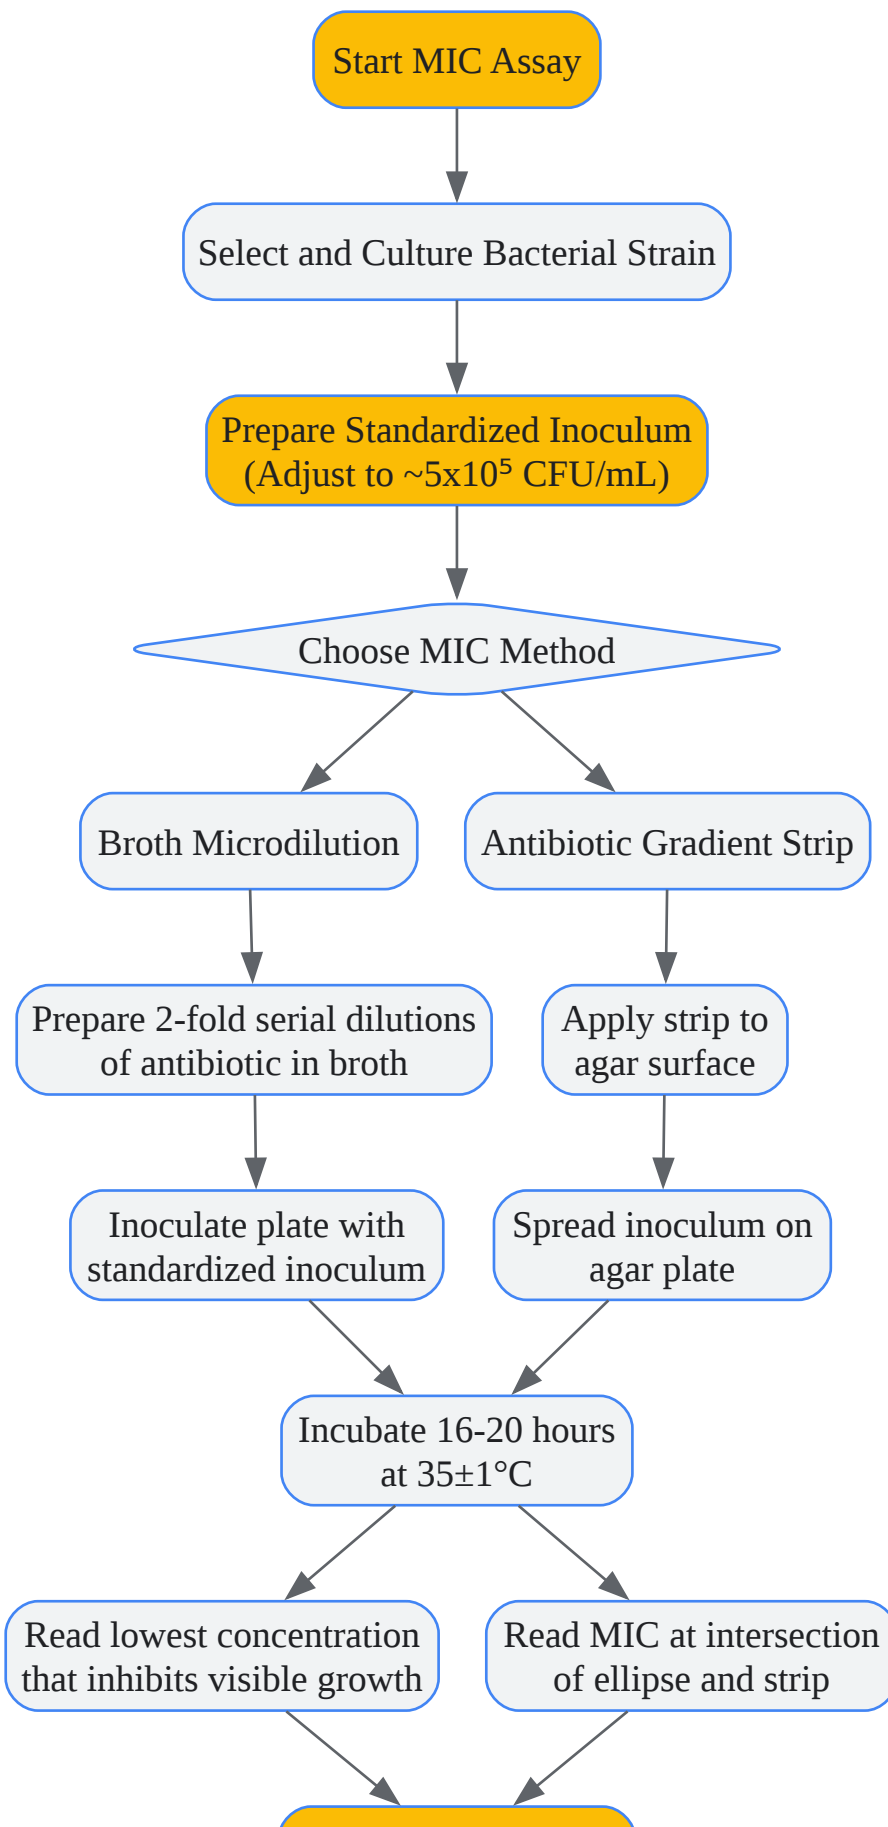 Start MIC Assay
Select and Culture Bacterial Strain
Prepare Standardized Inoculum
(Adjust to ~5x10⁵ CFU/mL)
Choose MIC Method
Broth Microdilution
Antibiotic Gradient Strip
Prepare 2-fold serial dilutions
of antibiotic in broth
Apply strip to
agar surface
Inoculate plate with
standardized inoculum
Spread inoculum on
agar plate
Incubate 16-20 hours
at 35±1°C
Read lowest concentration
that inhibits visible growth
Read MIC at intersection
of ellipse and strip